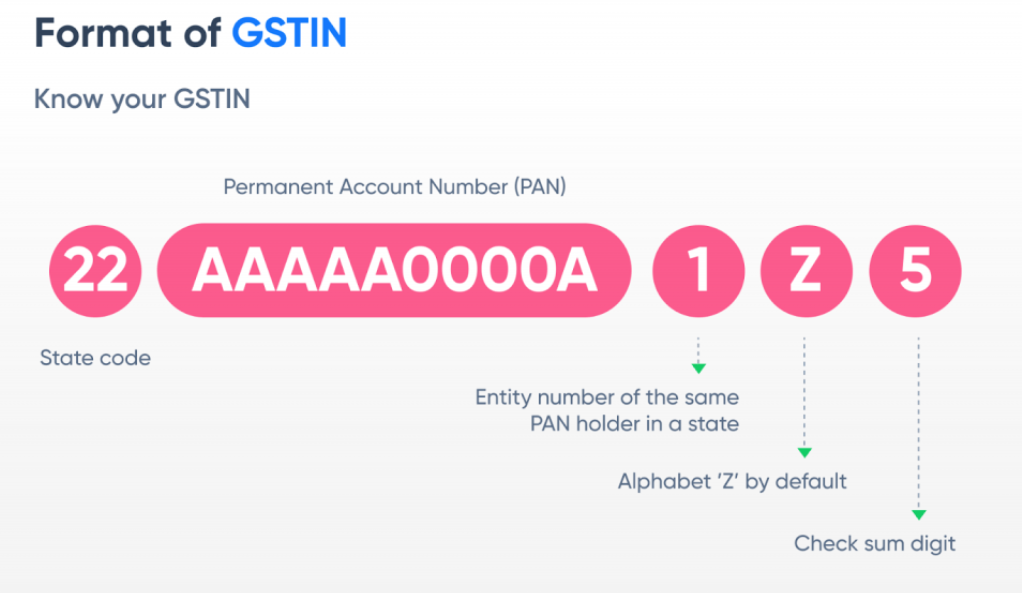 Format of GSTIN
Know your GSTIN
Permanent Account Number (PAN)
22 AAAAA0000A 1 Z 5
State code
Entity number of the same
PAN holder in a state
Alphabet ‘Z’ by default
Check sum digit